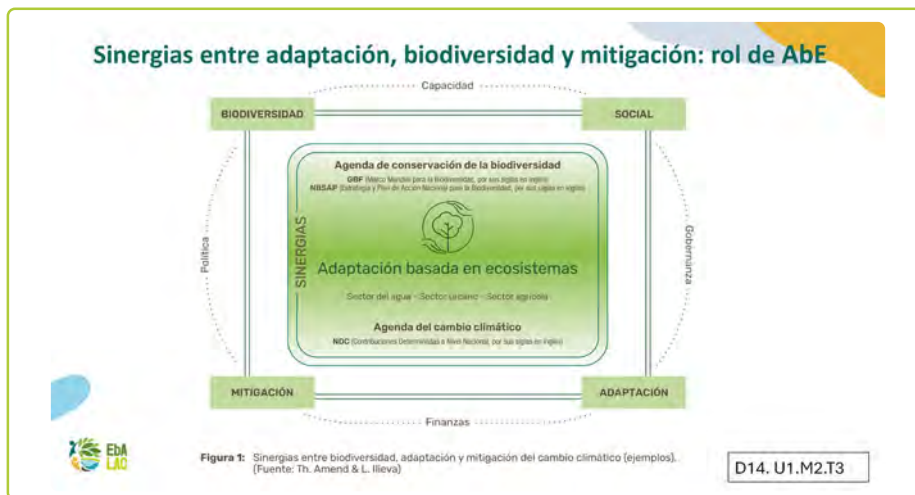 Sinergias entre adaptación, biodiversidad y mitigación: rol de AbE
Capacidad
BIODIVERSIDAD
SOCIAL
Agenda de conservación de la biodiversidad
GBF (Marco Mundial para la Biodiversidad, por sus siglas en inglés)
NBSAP (Estrategia y Plan de Acción Nacional para la Biodiversidad, por sus siglas en inglés)
SINERGIAS
Política
Gobernanza
Adaptación basada en ecosistemas
Sector del agua - Sector urbano - Sector agrícola
Agenda del cambio climático
NDC (Contribuciones Determinadas a Nivel Nacional, por sus siglas en inglés)
MITIGACIÓN
ADAPTACIÓN
Finanzas
EbA
LAC
Figura 1: Sinergias entre biodiversidad, adaptación y mitigación del cambio climático (ejemplos).
(Fuente: Th. Amend & L. Ilieva)
D14. U1.M2.T3